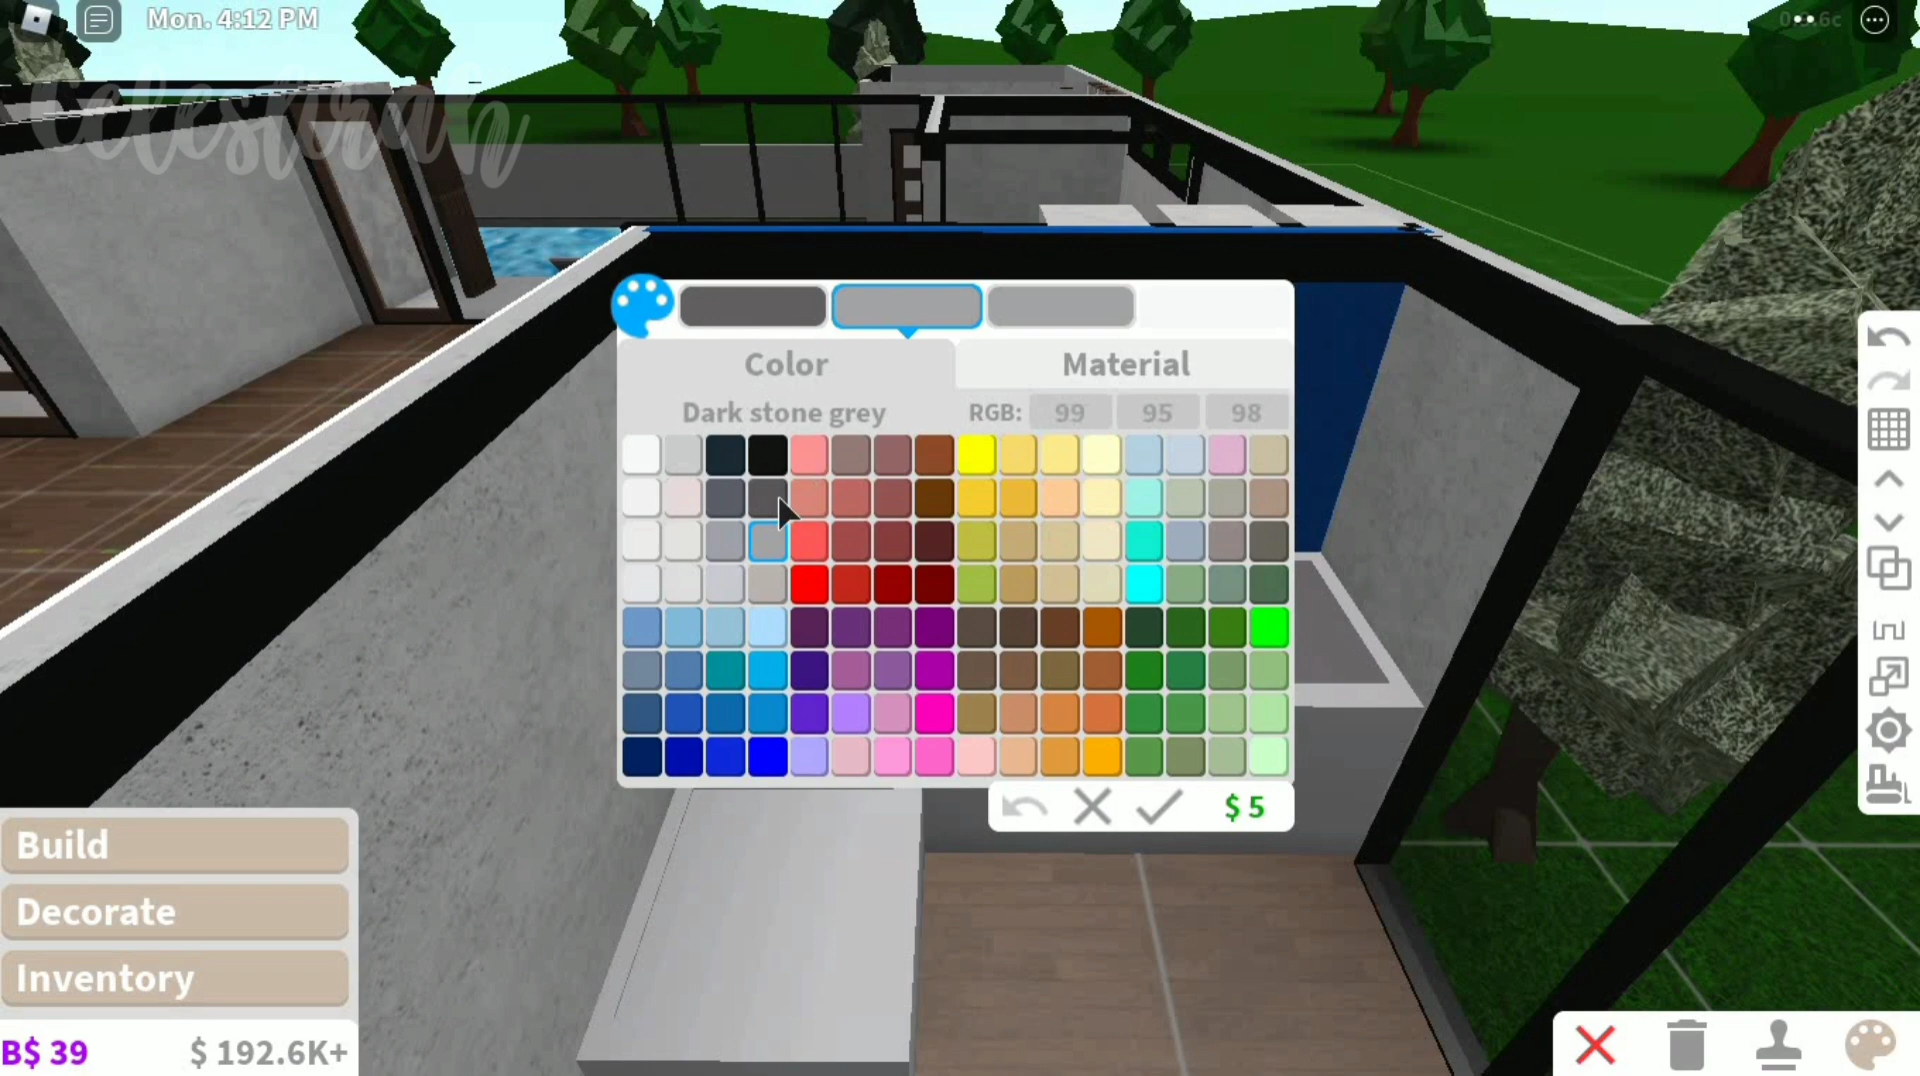 Mon. 4:12 PM
Celestirah
Color
Material
Dark stone grey
RGB: 99 95 98
$ 5
Build
Decorate
Inventory
B$ 39
$ 192.6K+